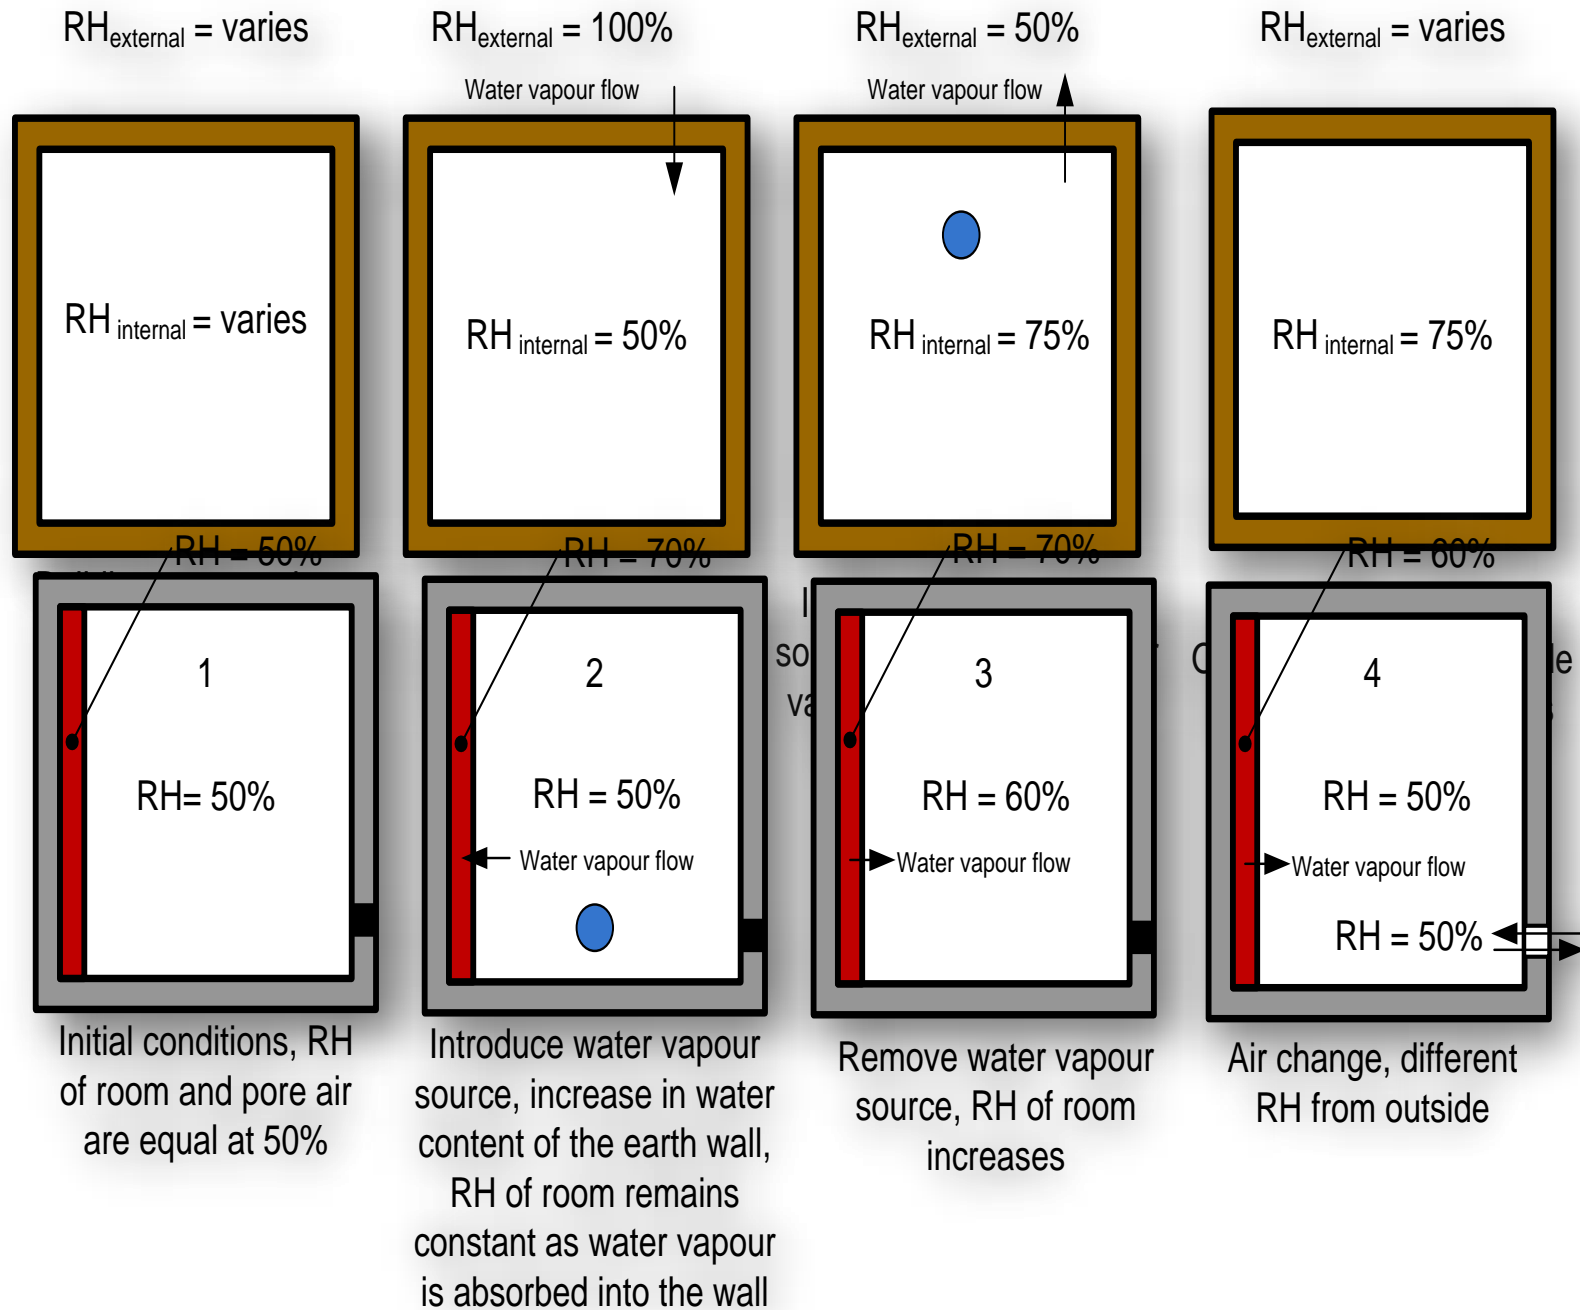 RHexternal = varies
RHexternal = 100%
RHexternal = 50%
RHexternal = varies
Water vapour flow
Water vapour flow
RH internal = varies
RH internal = 50%
RH internal = 75%
RH internal = 75%
RH = 50%
RH = 70%
RH = 70%
RH = 60%
1
2
3
4
RH= 50%
RH = 50%
RH = 60%
RH = 50%
Water vapour flow
Water vapour flow
Water vapour flow
RH = 50%
Initial conditions, RH
of room and pore air
are equal at 50%
Introduce water vapour
source, increase in water
content of the earth wall,
RH of room remains
constant as water vapour
is absorbed into the wall
Remove water vapour
source, RH of room
increases
Air change, different
RH from outside